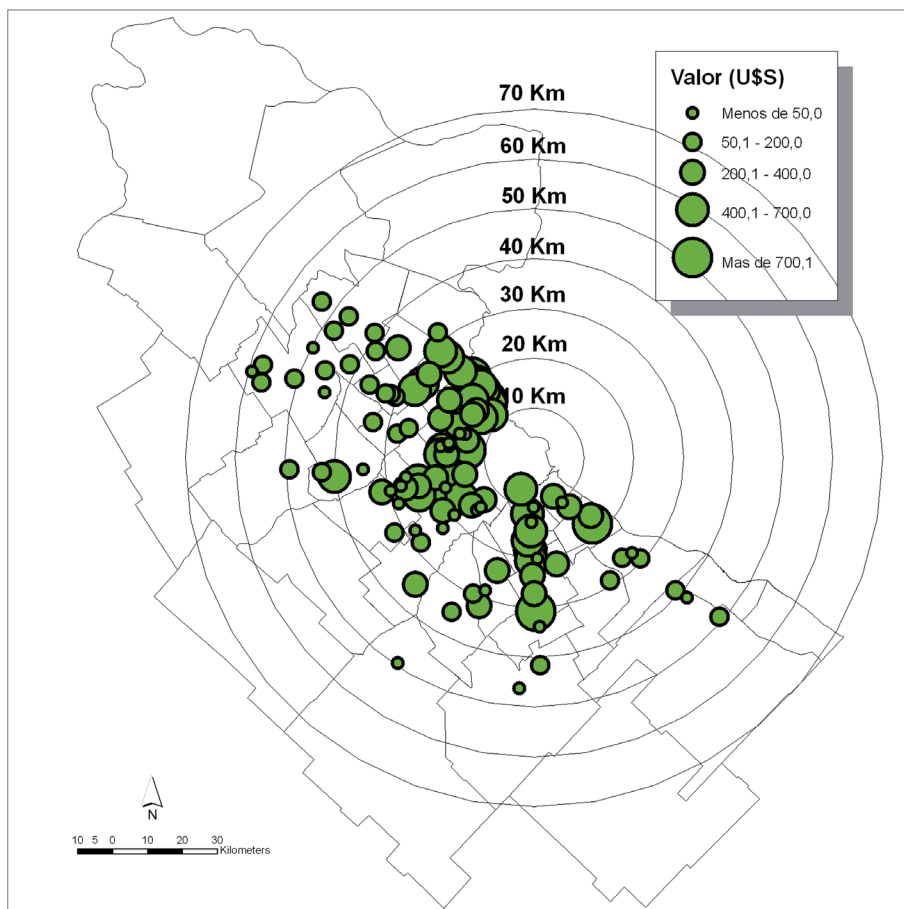 70 Km
60 Km
50 Km
40 Km
30 Km
20 Km
10 Km
Valor (U$S)
Menos de 50,0
50,1 - 200,0
200,1 - 400,0
400,1 - 700,0
Mas de 700,1
N
10 5 0 10 20 30
Kilometers